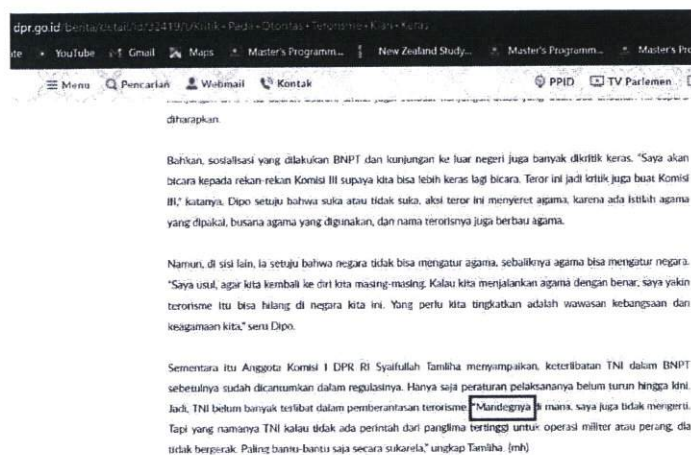 dpr.go.id/berita/detail/id/32419/t/Kritik+Pada+Otoritas+Terorisme+Kian+Keras
YouTube Gmail Maps Master's Programm... New Zealand Study... Master's Programm... Master's Pro
Menu Pencarian Webmail Kontak PPID TV Parlemen
diharapkan.
Bahkan, sosialisasi yang dilakukan BNPT dan kunjungan ke luar negeri juga banyak dikritik keras. "Saya akan
bicara kepada rekan-rekan Komisi III supaya kita bisa lebih keras lagi bicara. Teror ini jadi kritik juga buat Komisi
III," katanya. Dipo setuju bahwa suka atau tidak suka, aksi teror ini menyeret agama, karena ada istilah agama
yang dipakai, busana agama yang digunakan, dan nama terorisnya juga berbau agama.
Namun, di sisi lain, ia setuju bahwa negara tidak bisa mengatur agama, sebaliknya agama bisa mengatur negara.
"Saya usul, agar kita kembali ke diri kita masing-masing. Kalau kita menjalankan agama dengan benar, saya yakin
terorisme itu bisa hilang di negara kita ini. Yang perlu kita tingkatkan adalah wawasan kebangsaan dan
keagamaan kita," seru Dipo.
Sementara itu Anggota Komisi I DPR RI Syaifullah Tamliha menyampaikan, keterlibatan TNI dalam BNPT
sebetulnya sudah dicantumkan dalam regulasinya. Hanya saja peraturan pelaksananya belum turun hingga kini.
Jadi, TNI belum banyak terlibat dalam pemberantasan terorisme. "Mandegnya di mana, saya juga tidak mengerti.
Tapi yang namanya TNI kalau tidak ada perintah dari panglima tertinggi untuk operasi militer atau perang, dia
tidak bergerak. Paling bantu-bantu saja secara sukarela," ungkap Tamliha. (mh)